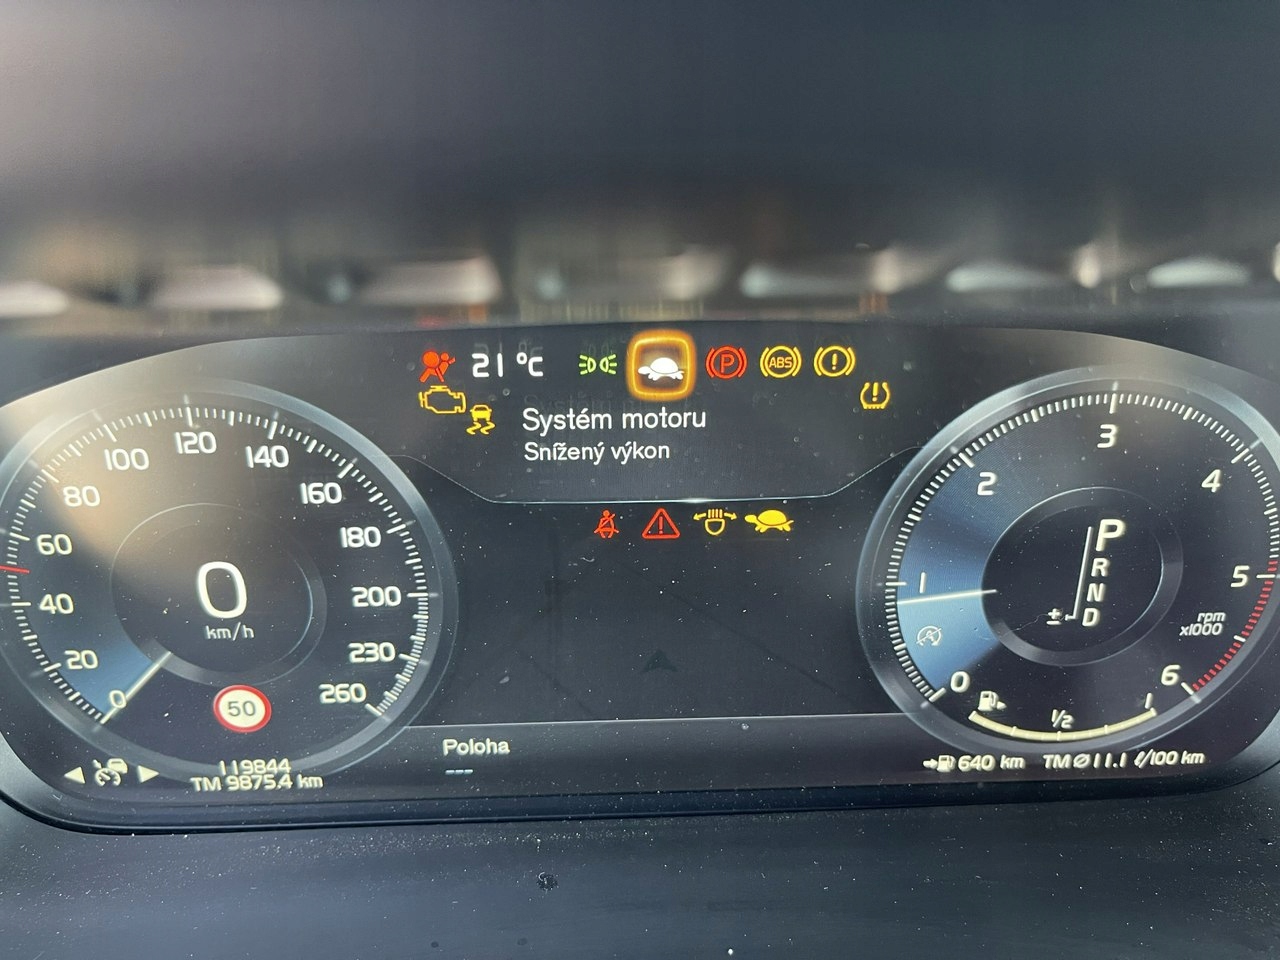 21 °C
P
ABS
Systém motoru
Snížený výkon
0
20
40
60
80
100
120
140
160
180
200
230
260
0
km/h
50
119844
TM 9875.4 km
Poloha
---
0
1
2
3
4
5
6
rpm
x1000
P
R
N
± D
1/2
1
640 km
TM Ø 11.1 ℓ/100 km